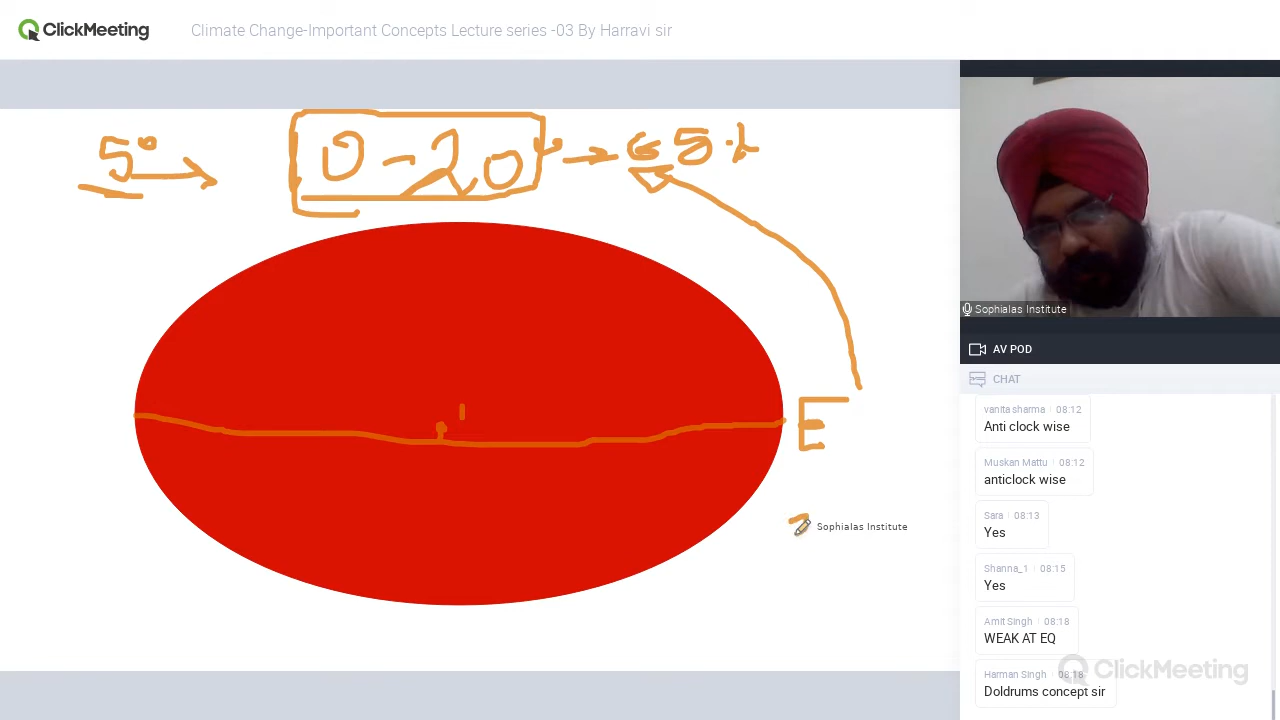 ClickMeeting
Climate Change-Important Concepts Lecture series -03 By Harravi sir
5°
0-20° → 65%
E
Sophialas Institute
Sophialas Institute
AV POD
CHAT
vanita sharma 08:12
Anti clock wise
Muskan Mattu 08:12
anticlock wise
Sara 08:13
Yes
Shanna_1 08:15
Yes
Amit Singh 08:18
WEAK AT EQ
Harman Singh 08:18
Doldrums concept sir
ClickMeeting